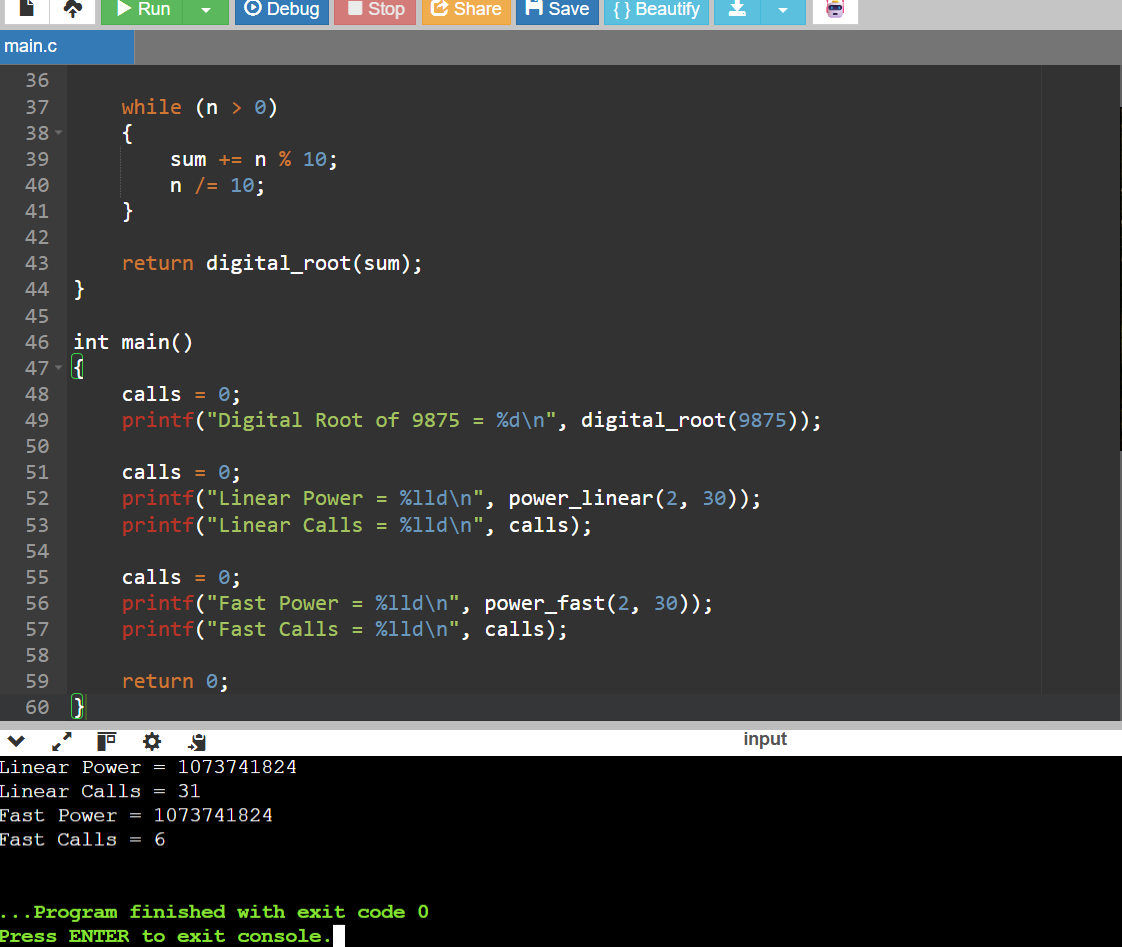 Run Debug Stop Share Save { } Beautify
main.c
36
37 while (n > 0)
38 {
39 sum += n % 10;
40 n /= 10;
41 }
42
43 return digital_root(sum);
44 }
45
46 int main()
47 {
48 calls = 0;
49 printf("Digital Root of 9875 = %d\n", digital_root(9875));
50
51 calls = 0;
52 printf("Linear Power = %lld\n", power_linear(2, 30));
53 printf("Linear Calls = %lld\n", calls);
54
55 calls = 0;
56 printf("Fast Power = %lld\n", power_fast(2, 30));
57 printf("Fast Calls = %lld\n", calls);
58
59 return 0;
60 }
input
Linear Power = 1073741824
Linear Calls = 31
Fast Power = 1073741824
Fast Calls = 6
...Program finished with exit code 0
Press ENTER to exit console.